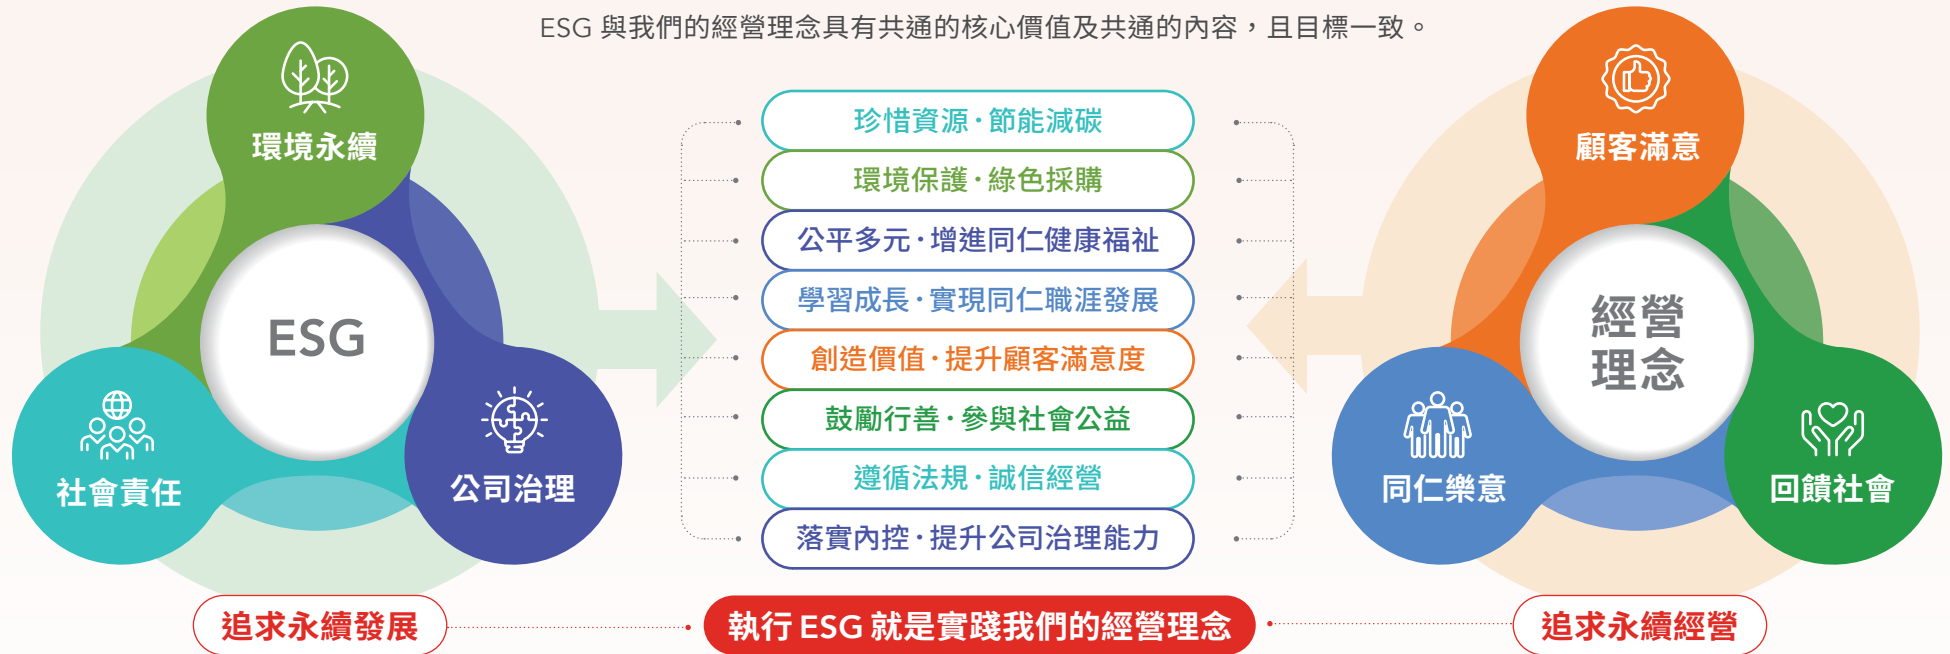 ESG 與我們的經營理念具有共通的核心價值及共通的內容，且目標一致。
環境永續
ESG
社會責任
公司治理
珍惜資源·節能減碳
環境保護·綠色採購
公平多元·增進同仁健康福祉
學習成長·實現同仁職涯發展
創造價值·提升顧客滿意度
鼓勵行善·參與社會公益
遵循法規·誠信經營
落實內控·提升公司治理能力
顧客滿意
經營
理念
同仁樂意
回饋社會
追求永續發展
執行 ESG 就是實踐我們的經營理念
追求永續經營